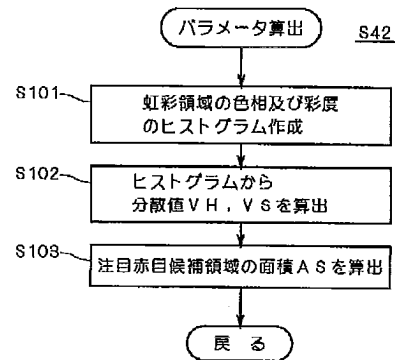 パラメータ算出
S42
S101
虹彩領域の色相及び彩度
のヒストグラム作成
S102
ヒストグラムから
分散値VH,VSを算出
S103
注目赤目候補領域の面積ASを算出
戻る